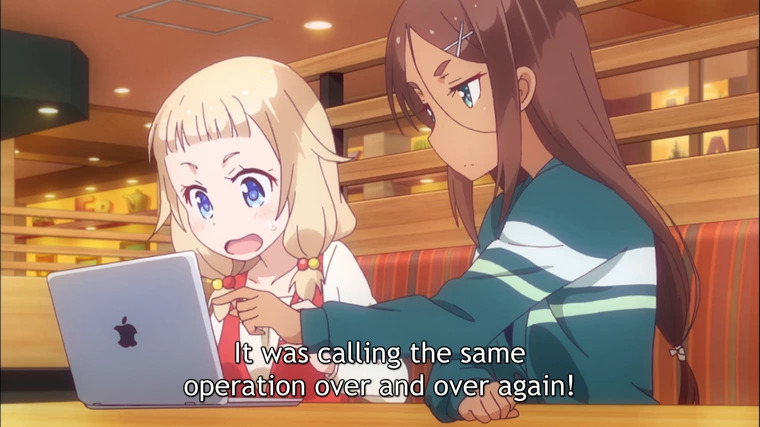 It was calling the same
operation over and over again!